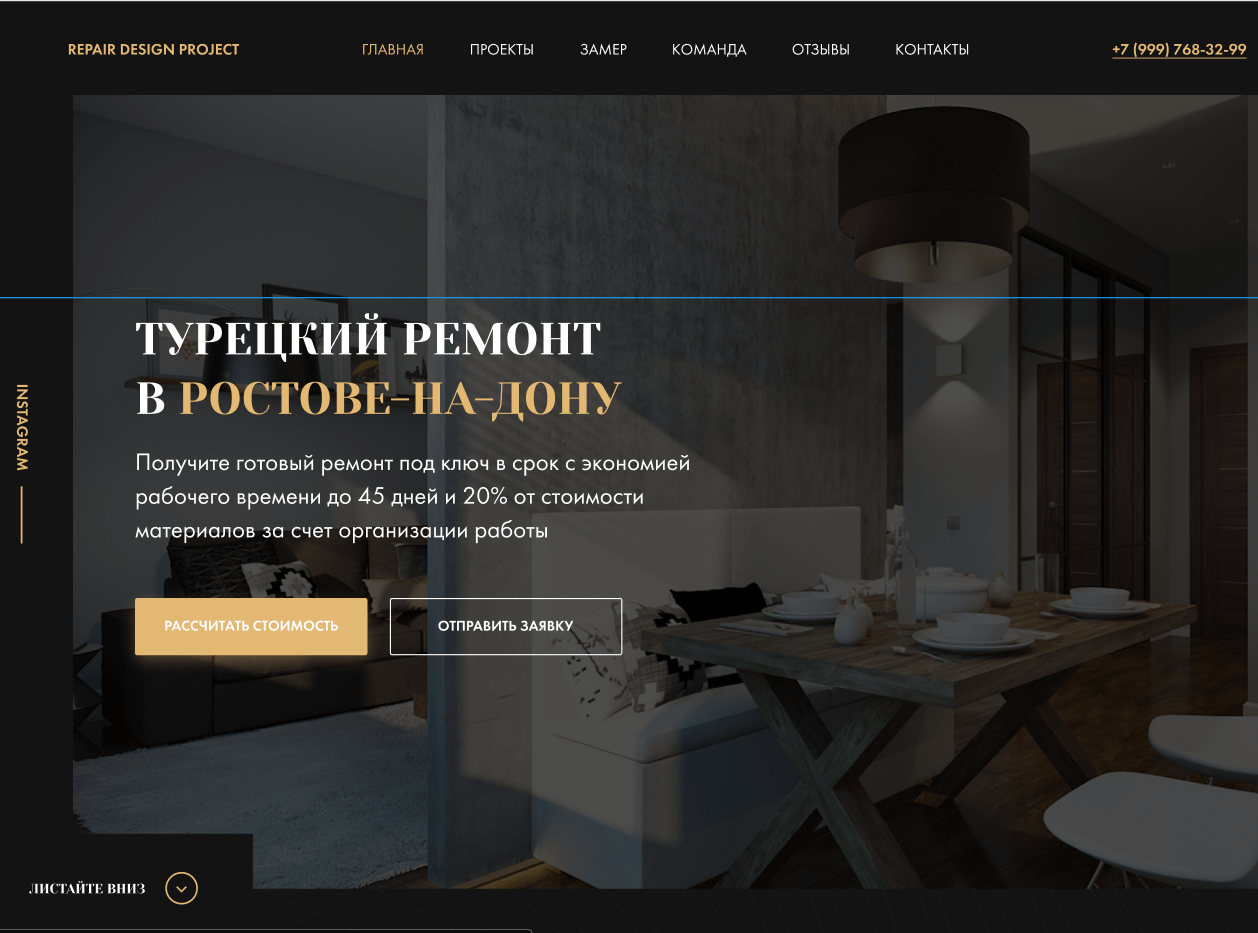 REPAIR DESIGN PROJECT
ГЛАВНАЯ
ПРОЕКТЫ
ЗАМЕР
КОМАНДА
ОТЗЫВЫ
КОНТАКТЫ
+7 (999) 768-32-99
INSTAGRAM
ТУРЕЦКИЙ РЕМОНТ
В РОСТОВЕ-НА-ДОНУ
Получите готовый ремонт под ключ в срок с экономией
рабочего времени до 45 дней и 20% от стоимости
материалов за счет организации работы
РАССЧИТАТЬ СТОИМОСТЬ
ОТПРАВИТЬ ЗАЯВКУ
ЛИСТАЙТЕ ВНИЗ